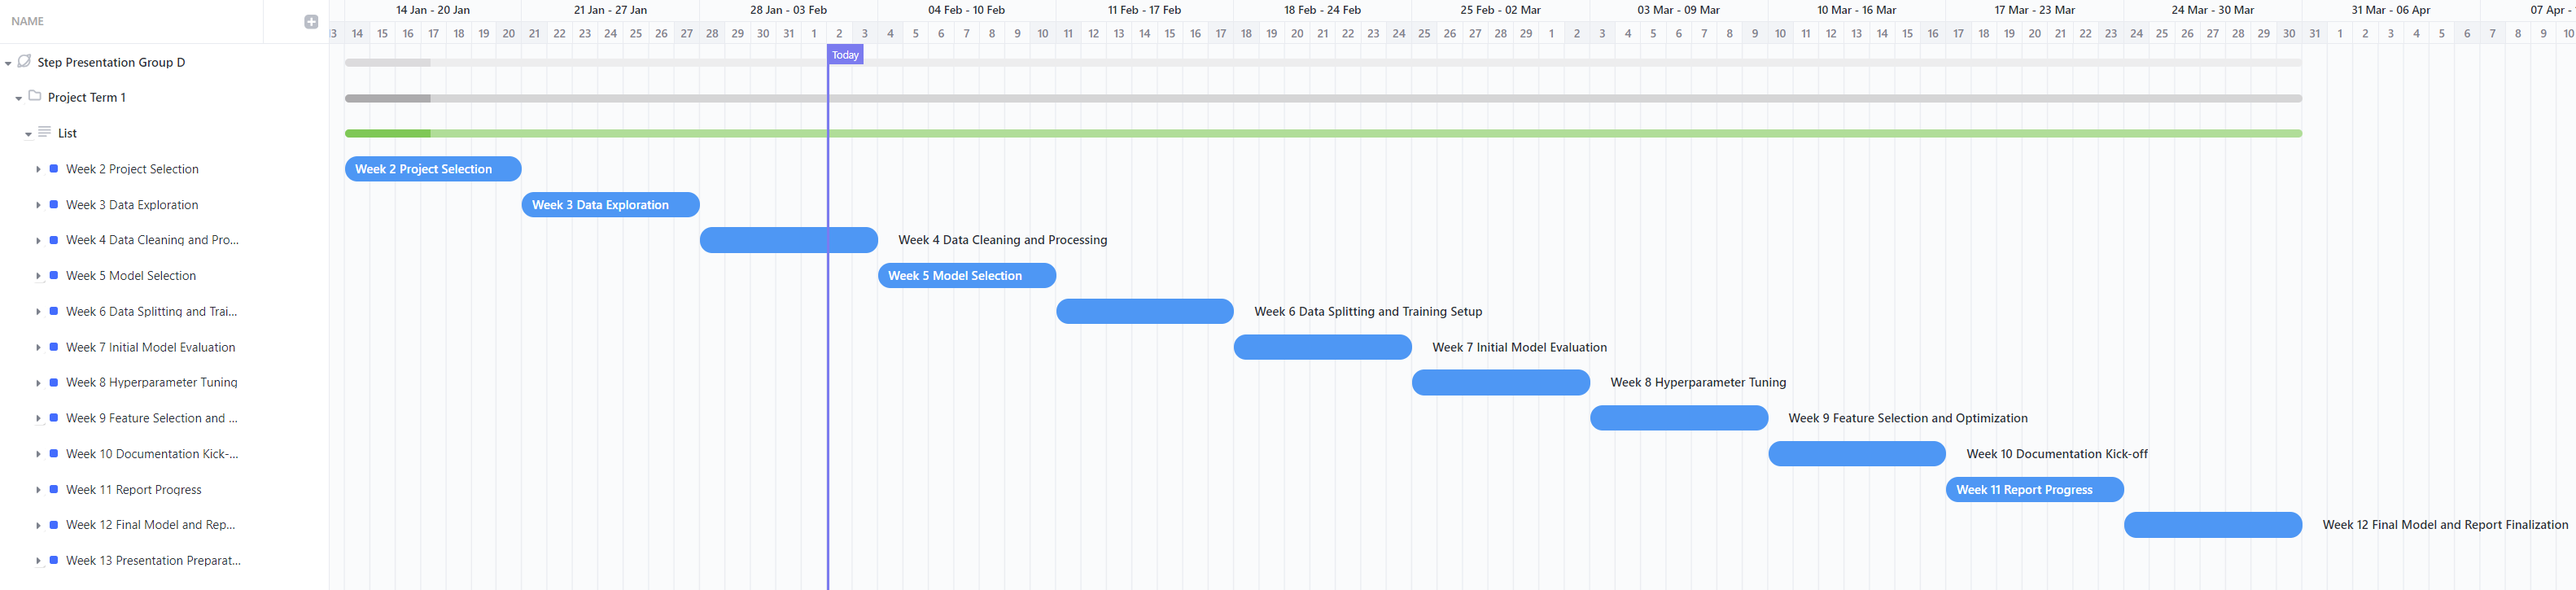 NAME
14 Jan - 20 Jan 21 Jan - 27 Jan 28 Jan - 03 Feb 04 Feb - 10 Feb 11 Feb - 17 Feb 18 Feb - 24 Feb 25 Feb - 02 Mar 03 Mar - 09 Mar 10 Mar - 16 Mar 17 Mar - 23 Mar 24 Mar - 30 Mar 31 Mar - 06 Apr 07 Apr -
3 14 15 16 17 18 19 20 21 22 23 24 25 26 27 28 29 30 31 1 2 3 4 5 6 7 8 9 10 11 12 13 14 15 16 17 18 19 20 21 22 23 24 25 26 27 28 29 1 2 3 4 5 6 7 8 9 10 11 12 13 14 15 16 17 18 19 20 21 22 23 24 25 26 27 28 29 30 31 1 2 3 4 5 6 7 8 9 10
Today
Step Presentation Group D
Project Term 1
List
Week 2 Project Selection Week 2 Project Selection
Week 3 Data Exploration Week 3 Data Exploration
Week 4 Data Cleaning and Pro... Week 4 Data Cleaning and Processing
Week 5 Model Selection Week 5 Model Selection
Week 6 Data Splitting and Trai... Week 6 Data Splitting and Training Setup
Week 7 Initial Model Evaluation Week 7 Initial Model Evaluation
Week 8 Hyperparameter Tuning Week 8 Hyperparameter Tuning
Week 9 Feature Selection and ... Week 9 Feature Selection and Optimization
Week 10 Documentation Kick-... Week 10 Documentation Kick-off
Week 11 Report Progress Week 11 Report Progress
Week 12 Final Model and Rep... Week 12 Final Model and Report Finalization
Week 13 Presentation Preparat...